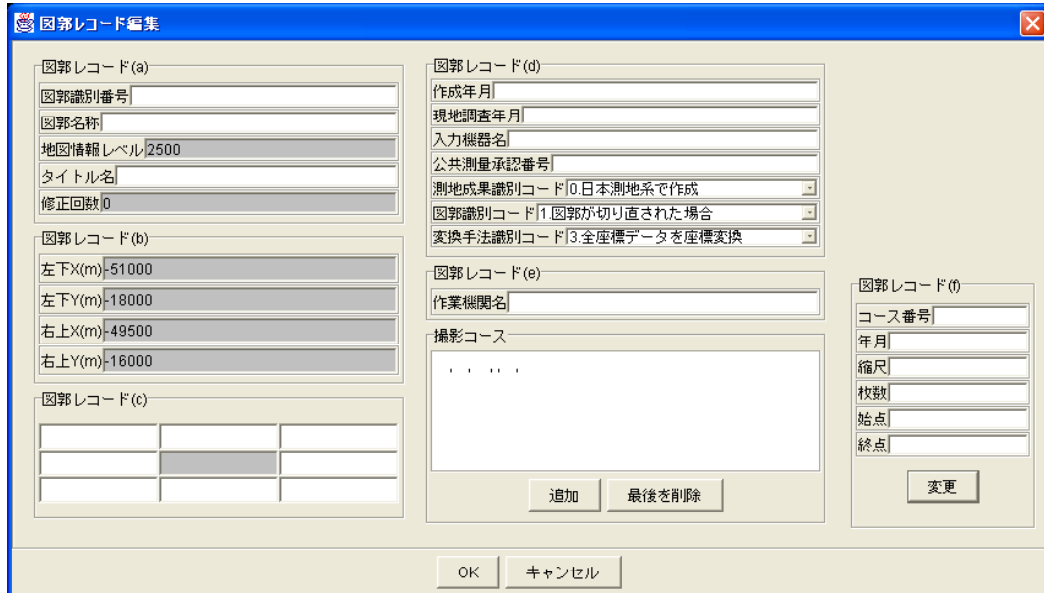 図郭レコード編集
図郭レコード(a)
図郭識別番号
図郭名称
地図情報レベル 2500
タイトル名
修正回数 0
図郭レコード(b)
左下X(m) -51000
左下Y(m) -18000
右上X(m) -49500
右上Y(m) -16000
図郭レコード(c)
図郭レコード(d)
作成年月
現地調査年月
入力機器名
公共測量承認番号
測地成果識別コード 0.日本測地系で作成
図郭識別コード 1.図郭が切り直された場合
変換手法識別コード 3.全座標データを座標変換
図郭レコード(e)
作業機関名
撮影コース
, , ,, ,
追加 最後を削除
図郭レコード(f)
コース番号
年月
縮尺
枚数
始点
終点
変更
OK キャンセル